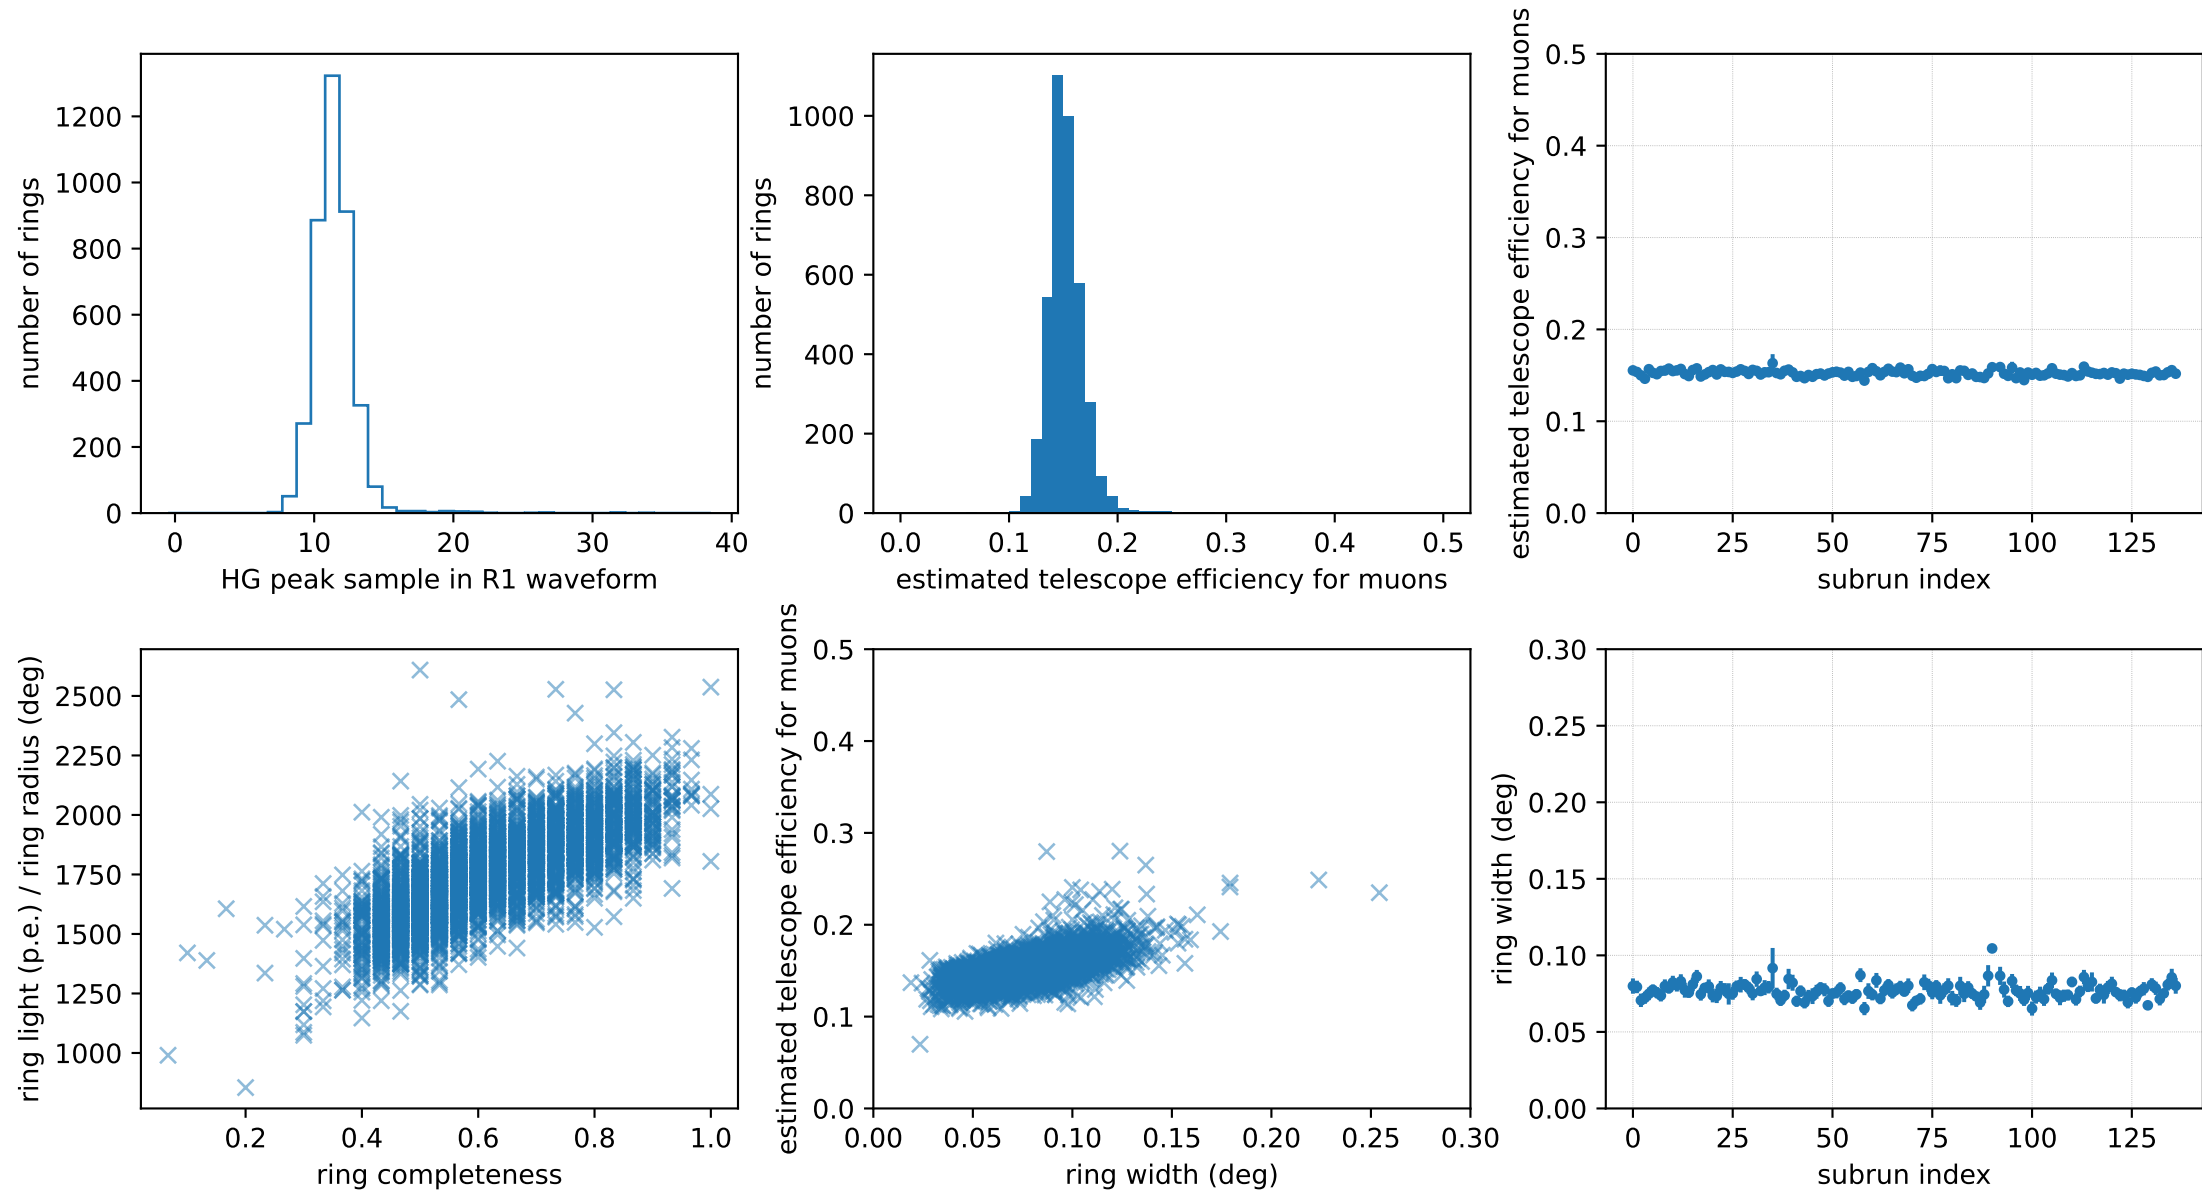 number of rings
0
200
400
600
800
1000
1200
0 10 20 30 40
HG peak sample in R1 waveform
number of rings
0
200
400
600
800
1000
0.0 0.1 0.2 0.3 0.4 0.5
estimated telescope efficiency for muons
estimated telescope efficiency for muons
0.5
0.4
0.3
0.2
0.1
0.0
0 25 50 75 100 125
subrun index
ring light (p.e.) / ring radius (deg)
2500
2250
2000
1750
1500
1250
1000
0.2 0.4 0.6 0.8 1.0
ring completeness
estimated telescope efficiency for muons
0.5
0.4
0.3
0.2
0.1
0.0
0.00 0.05 0.10 0.15 0.20 0.25 0.30
ring width (deg)
ring width (deg)
0.30
0.25
0.20
0.15
0.10
0.05
0.00
0 25 50 75 100 125
subrun index